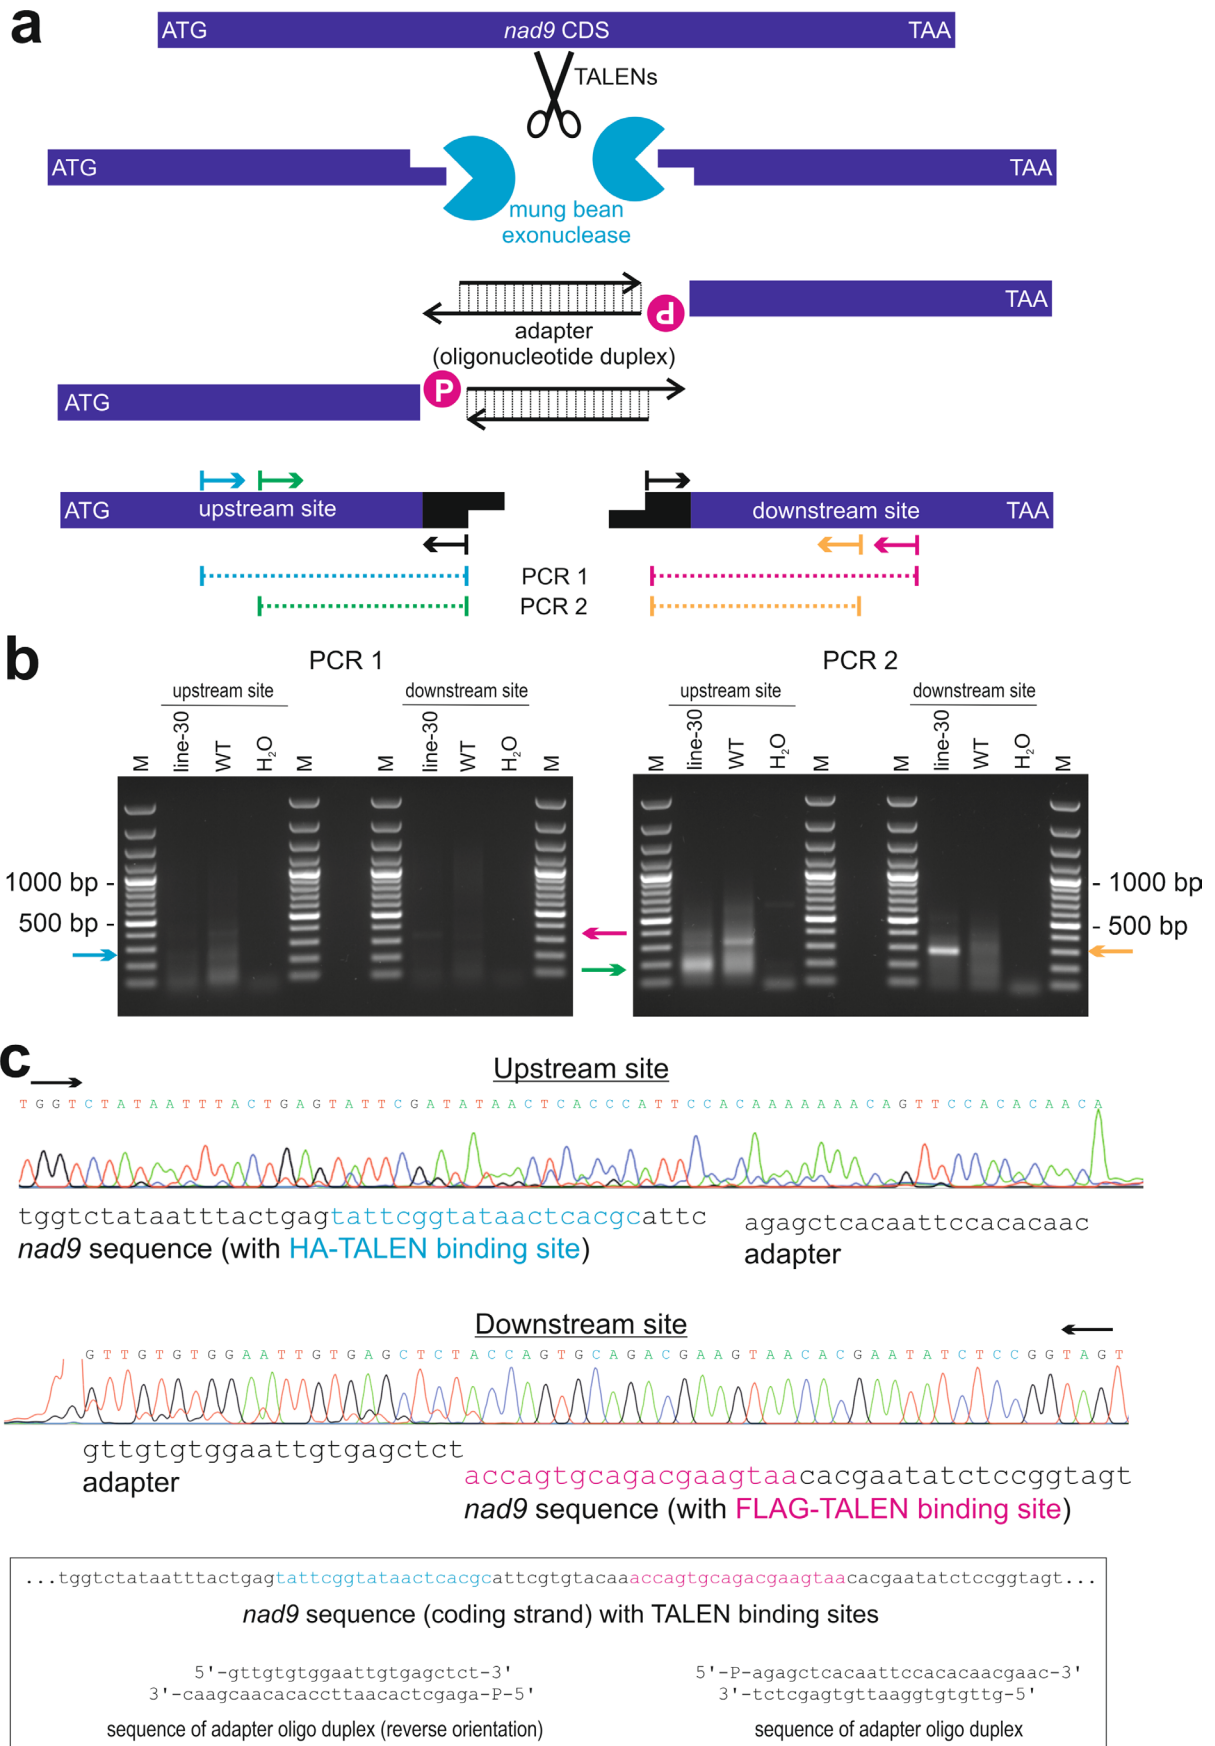 a
ATG nad9 CDS TAA
TALENs
ATG TAA
mung bean
exonuclease
TAA
P
adapter
(oligonucleotide duplex)
P
ATG
ATG upstream site downstream site TAA
PCR 1
PCR 2
b
PCR 1 PCR 2
upstream site downstream site upstream site downstream site
M line-30 WT H2O M M line-30 WT H2O M M line-30 WT H2O M M line-30 WT H2O M
1000 bp - - 1000 bp
500 bp - - 500 bp
c
Upstream site
TGGTCTATAATTTACTGAGTATTCGATATAACTCACCCATTCCACAAAAAAACAGTTCCACACAACA
tggtctataatttactgagtattcggtataactcacgcattc agagctcacaattccacacaac
nad9 sequence (with HA-TALEN binding site) adapter
Downstream site
GTTGTGTGGAATTGTGAGCTCTACCAGTGCAGACGAAGTAACACGAATATCTCCGGTAGT
gttgtgtggaattgtgagctct
adapter
accagtgcagacgaagtaacacgaatatctccggtagt
nad9 sequence (with FLAG-TALEN binding site)
...tggtctataatttactgagtattcggtataactcacgcattcgtgtacaaaccagtgcagacgaagtaacacgaatatctccggtagt...
nad9 sequence (coding strand) with TALEN binding sites
5'-gttgtgtggaattgtgagctct-3' 5'-P-agagctcacaattccacacaacgaac-3'
3'-caagcaacacaccttaacactcgaga-P-5' 3'-tctcgagtgttaaggtgtgttg-5'
sequence of adapter oligo duplex (reverse orientation) sequence of adapter oligo duplex